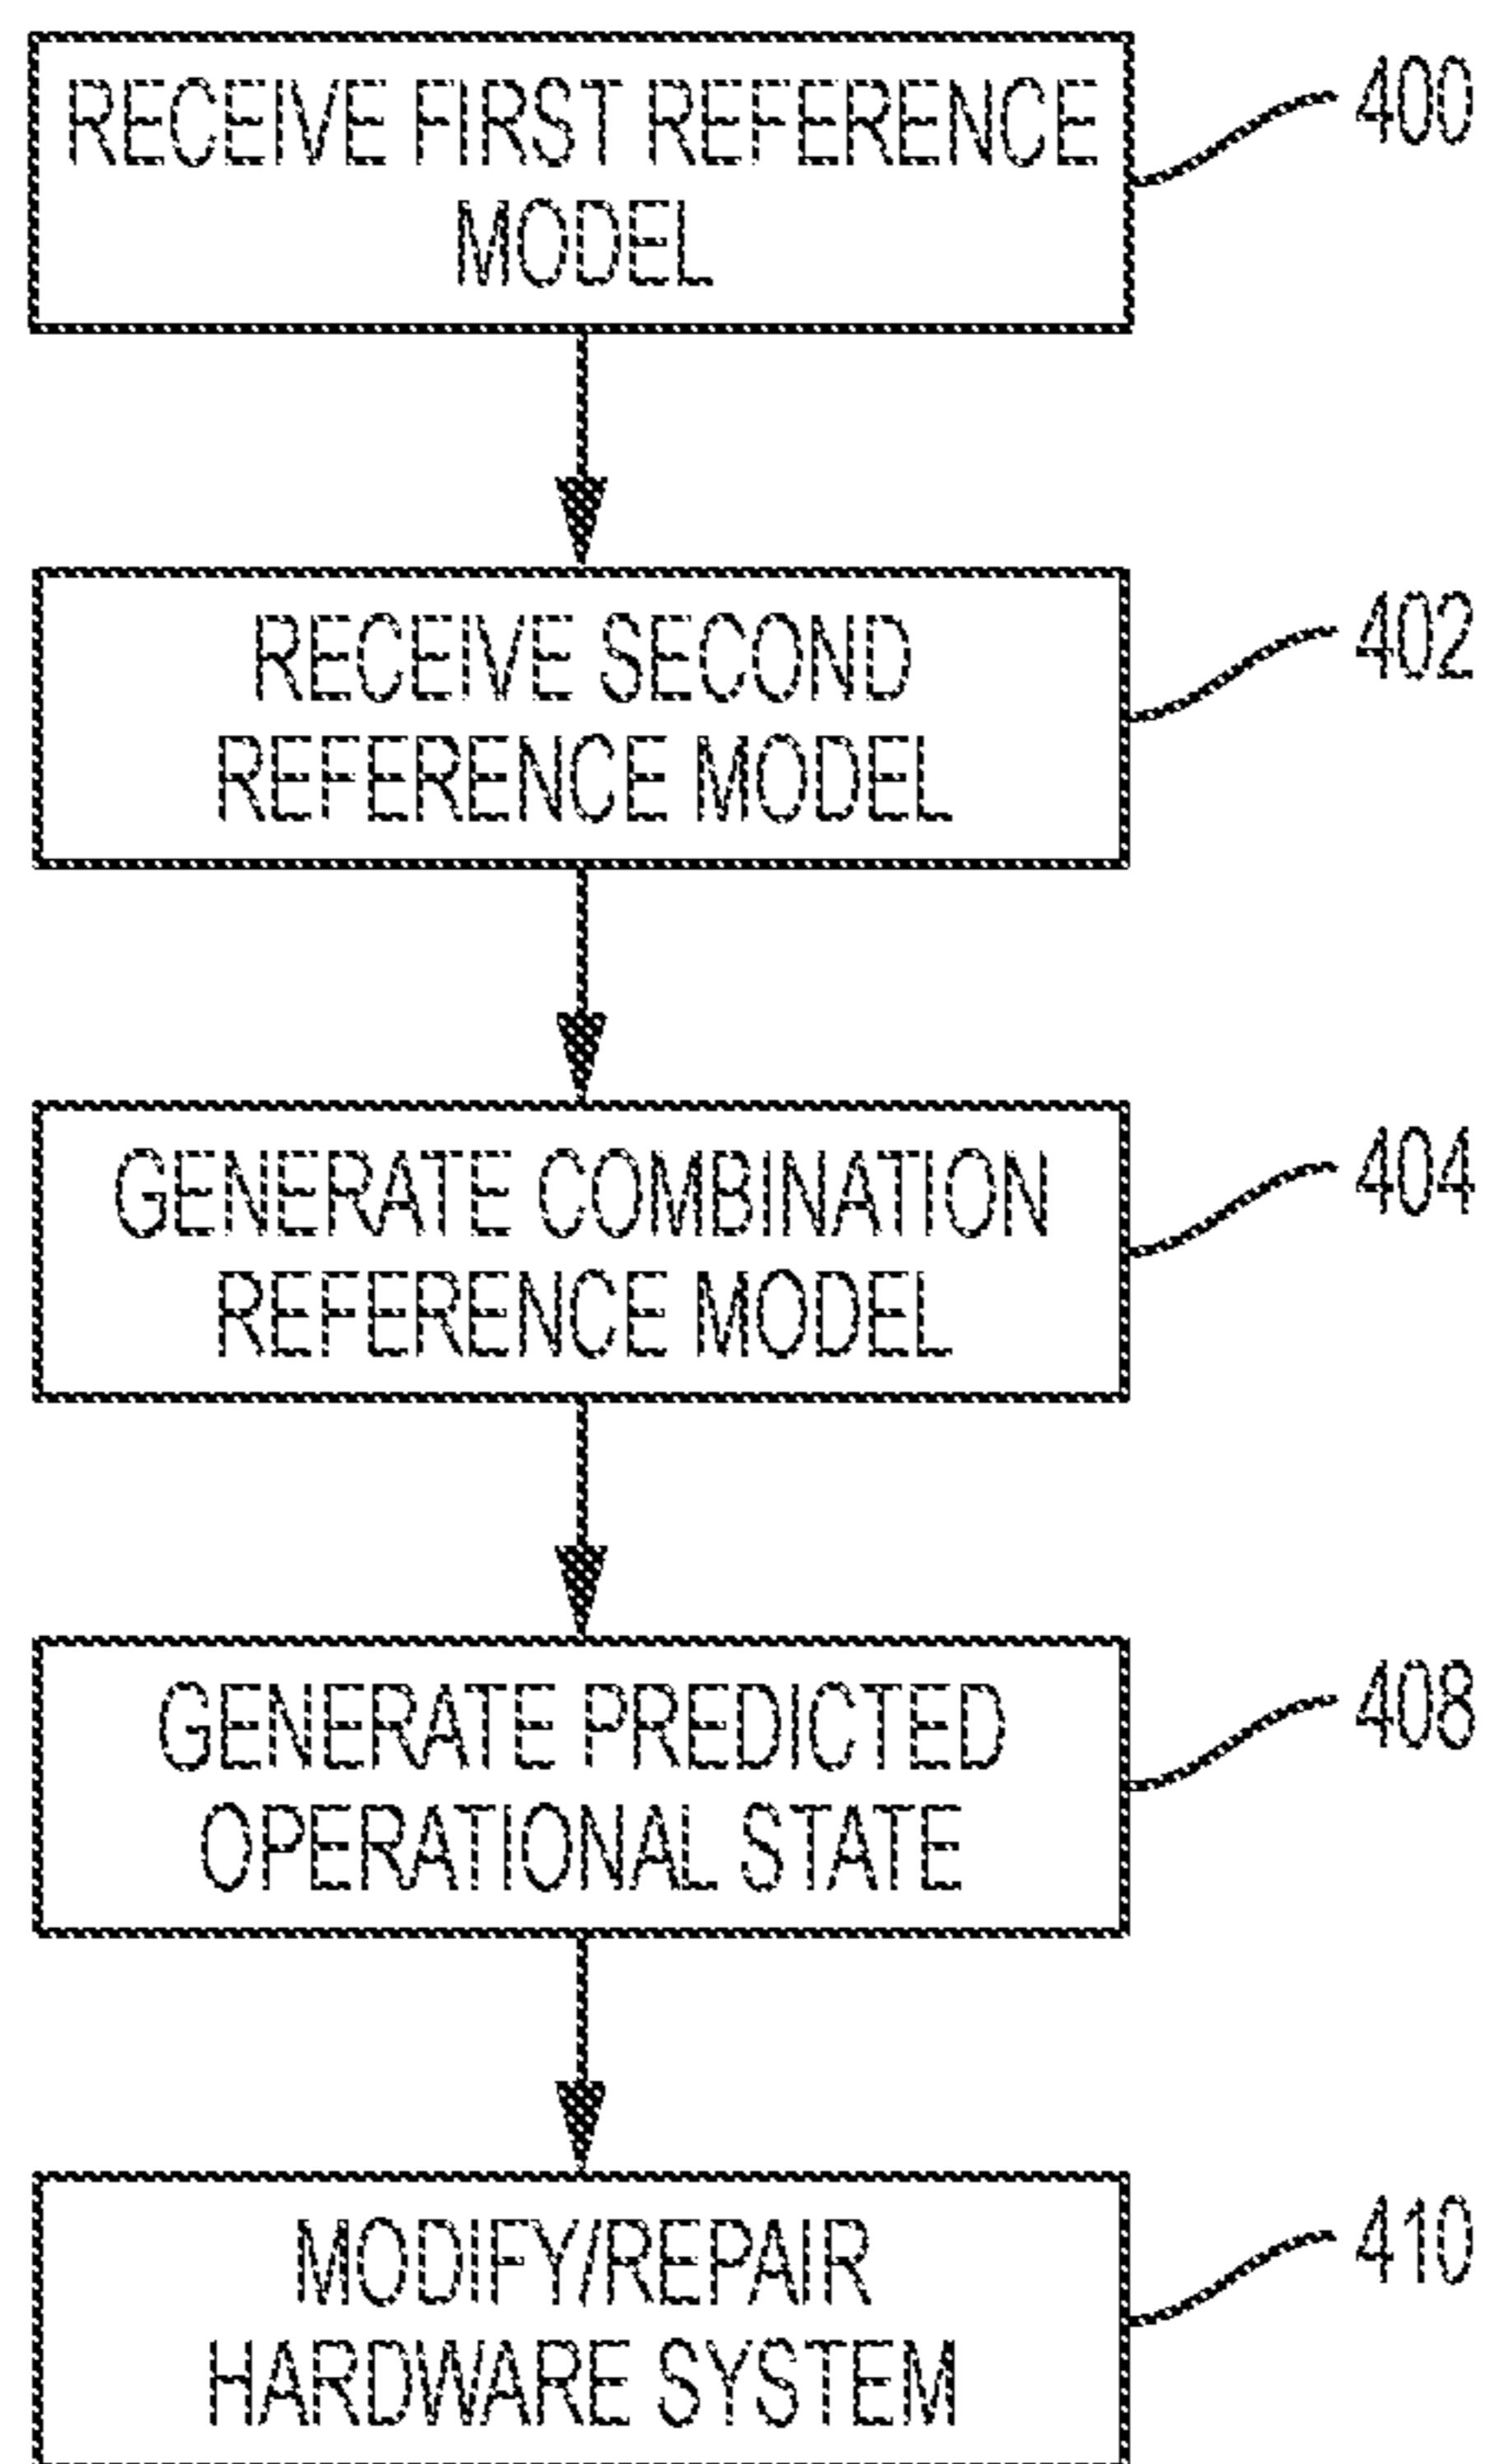 RECEIVE FIRST REFERENCE
MODEL
400
RECEIVE SECOND
REFERENCE MODEL
402
GENERATE COMBINATION
REFERENCE MODEL
404
GENERATE PREDICTED
OPERATIONAL STATE
408
MODIFY/REPAIR
HARDWARE SYSTEM
410